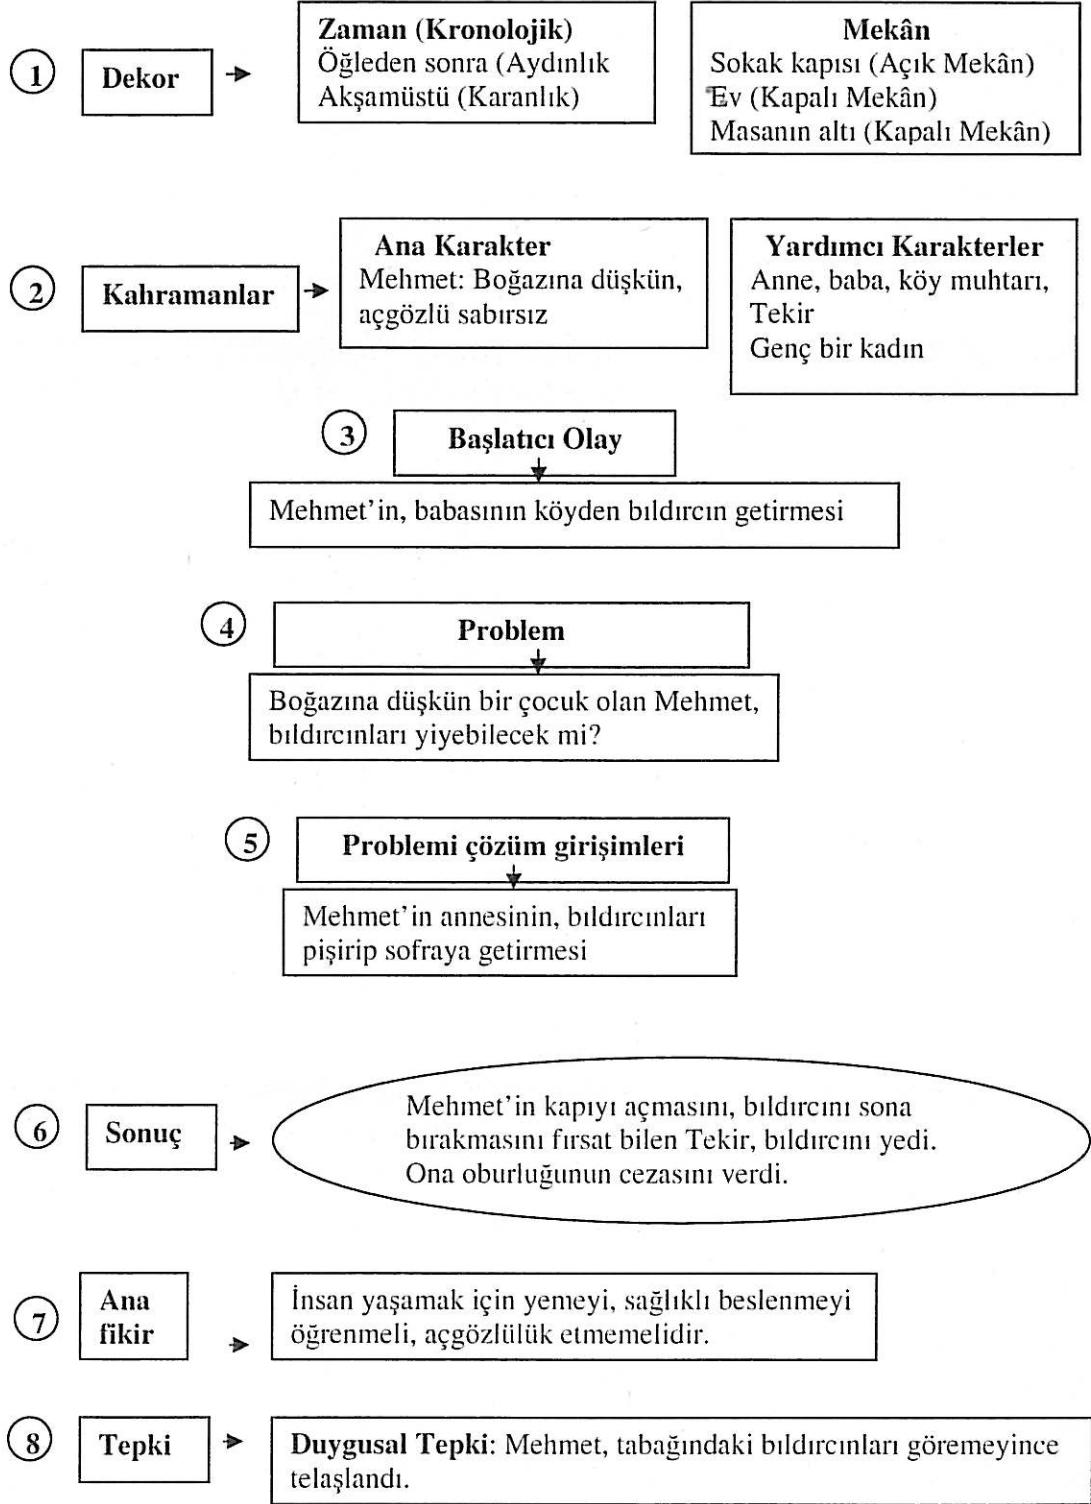 1
Dekor
Zaman (Kronolojik)
Öğleden sonra (Aydınlık
Akşamüstü (Karanlık)
Mekân
Sokak kapısı (Açık Mekân)
Ev (Kapalı Mekân)
Masanın altı (Kapalı Mekân)
2
Kahramanlar
Ana Karakter
Mehmet: Boğazına düşkün,
açgözlü sabırsız
Yardımcı Karakterler
Anne, baba, köy muhtarı,
Tekir
Genç bir kadın
3
Başlatıcı Olay
Mehmet'in, babasının köyden bıldırcın getirmesi
4
Problem
Boğazına düşkün bir çocuk olan Mehmet,
bıldırcınları yiyebilecek mi?
5
Problemi çözüm girişimleri
Mehmet'in annesinin, bıldırcınları
pişirip sofraya getirmesi
6
Sonuç
Mehmet'in kapıyı açmasını, bıldırcını sona
bırakmasını fırsat bilen Tekir, bıldırcını yedi.
Ona oburluğunun cezasını verdi.
7
Ana
fikir
İnsan yaşamak için yemeyi, sağlıklı beslenmeyi
öğrenmeli, açgözlülük etmemelidir.
8
Tepki
Duygusal Tepki: Mehmet, tabağındaki bıldırcınları göremeyince
telaşlandı.